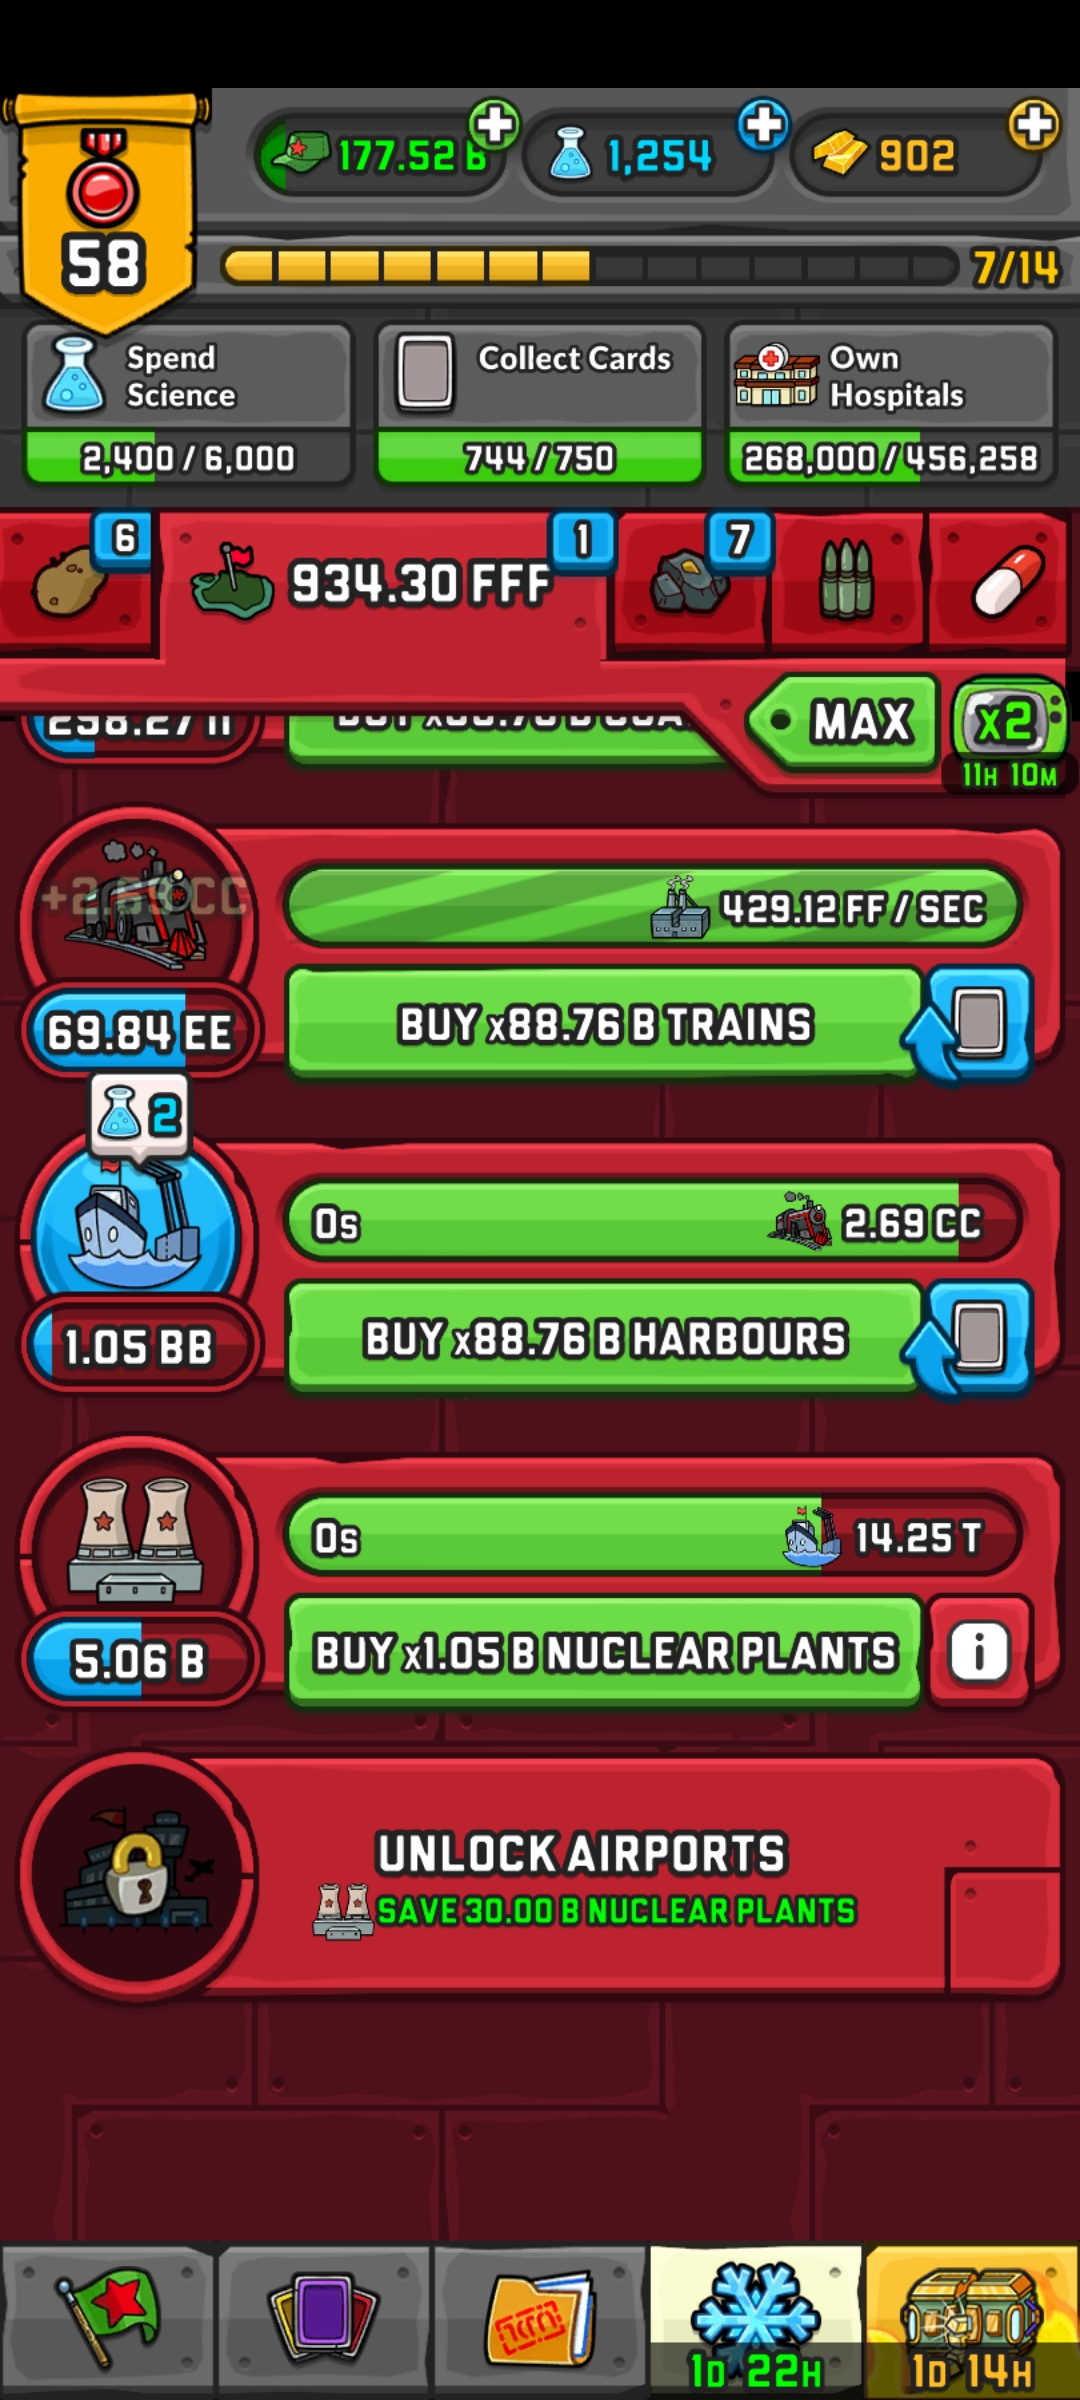 177.52 B
1,254
902
58
7/14
Spend
Science
2,400 / 6,000
Collect Cards
744 / 750
Own
Hospitals
268,000 / 456,258
6
934.30 FFF
1
7
MAX
x2
11H 10M
+2.69 CC
429.12 FF / SEC
69.84 EE
BUY x88.76 B TRAINS
2
0s
2.69 CC
1.05 BB
BUY x88.76 B HARBOURS
0s
14.25 T
5.06 B
BUY x1.05 B NUCLEAR PLANTS
i
UNLOCK AIRPORTS
SAVE 30.00 B NUCLEAR PLANTS
1D 22H
1D 14H